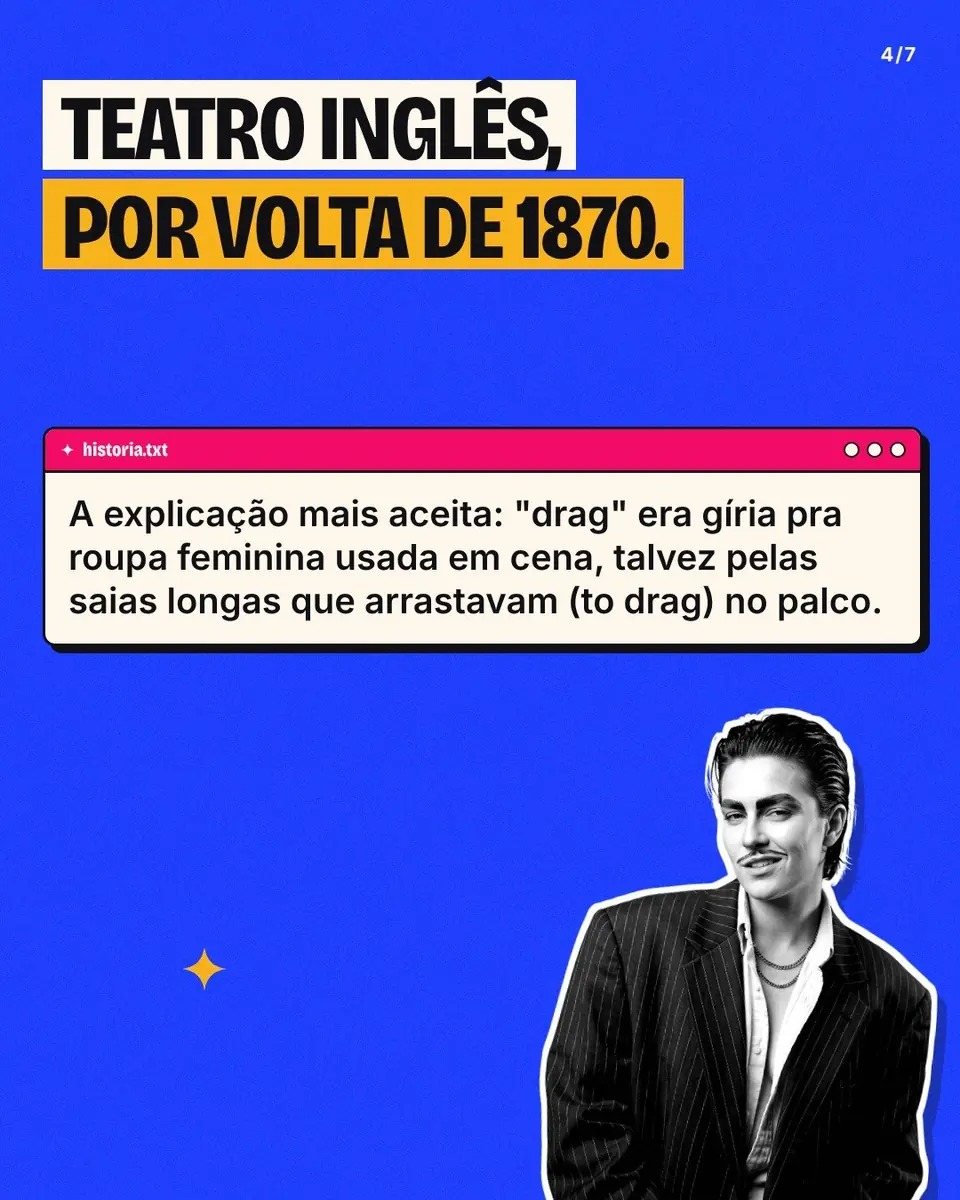 4/7
TEATRO INGLÊS,
POR VOLTA DE 1870.
historia.txt
A explicação mais aceita: "drag" era gíria pra
roupa feminina usada em cena, talvez pelas
saias longas que arrastavam (to drag) no palco.